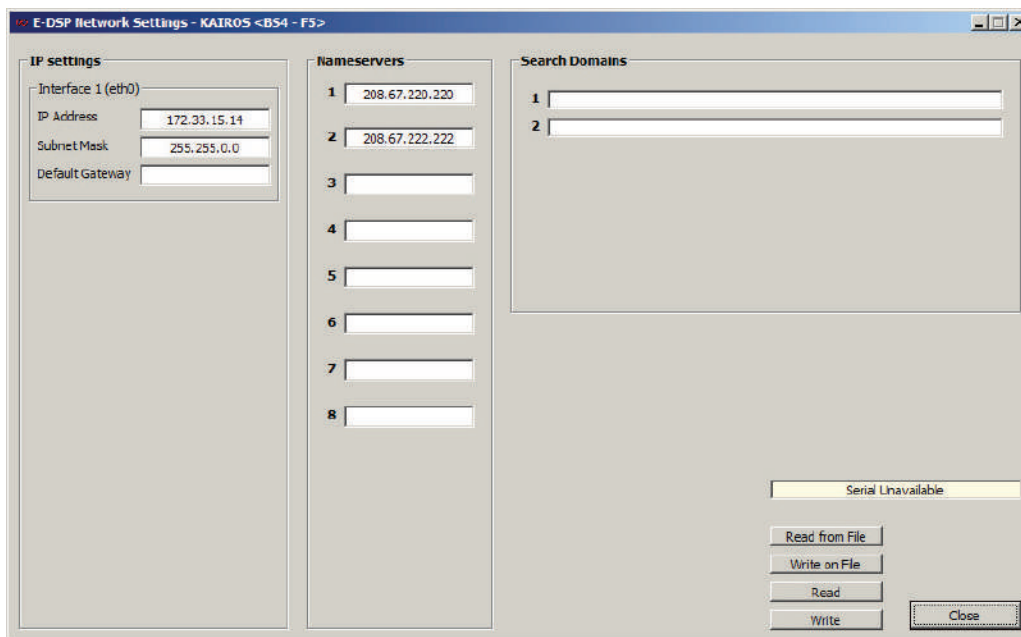 E-DSP Network Settings - KAIROS <BS4 - F5>
IP settings
Interface 1 (eth0)
IP Address 172.33.15.14
Subnet Mask 255.255.0.0
Default Gateway
Nameservers
1 208.67.220.220
2 208.67.222.222
3
4
5
6
7
8
Search Domains
1
2
Serial Unavailable
Read from File
Write on File
Read
Write
Close